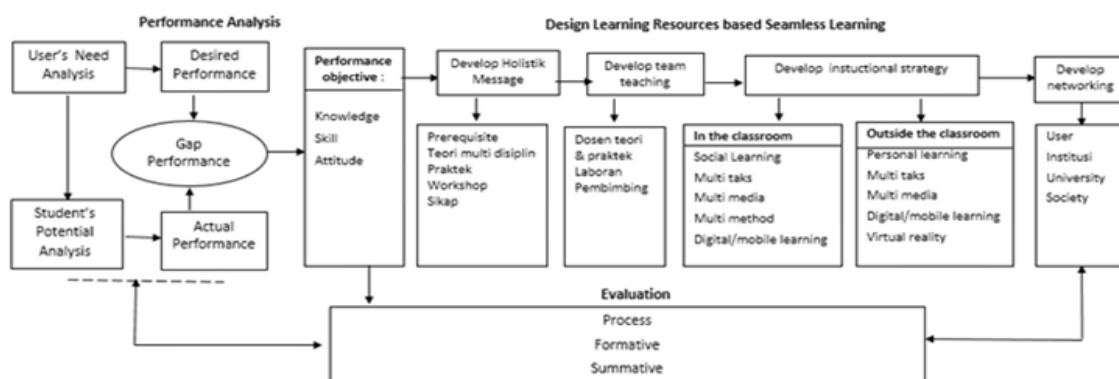 Performance Analysis
Design Learning Resources based Seamless Learning
User's Need
Analysis
Desired
Performance
Gap
Performance
Student's
Potential
Analysis
Actual
Performance
Performance
objective :
Knowledge
Skill
Attitude
Develop Holistik
Message
Prerequisite
Teori multi disiplin
Praktek
Workshop
Sikap
Develop team
teaching
Dosen teori
& praktek
Laboran
Pembimbing
Develop instuctional strategy
In the classroom
Social Learning
Multi taks
Multi media
Multi method
Digital/mobile learning
Outside the classroom
Personal learning
Multi taks
Multi media
Digital/mobile learning
Virtual reality
Develop
networking
User
Institusi
University
Society
Evaluation
Process
Formative
Summative